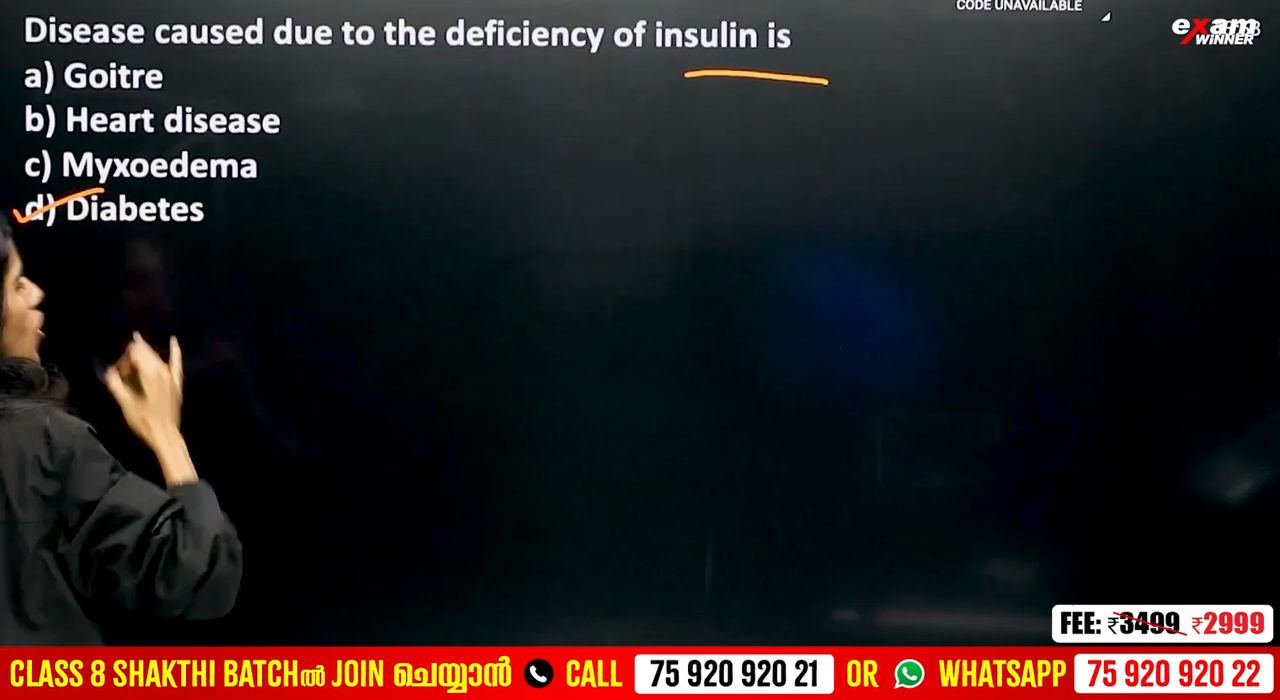 CODE UNAVAILABLE
exam
WINNER
Disease caused due to the deficiency of insulin is
a) Goitre
b) Heart disease
c) Myxoedema
d) Diabetes
FEE: ₹3499 ₹2999
CLASS 8 SHAKTHI BATCHൽ JOIN ചെയ്യാൻ CALL 75 920 920 21 OR WHATSAPP 75 920 920 22